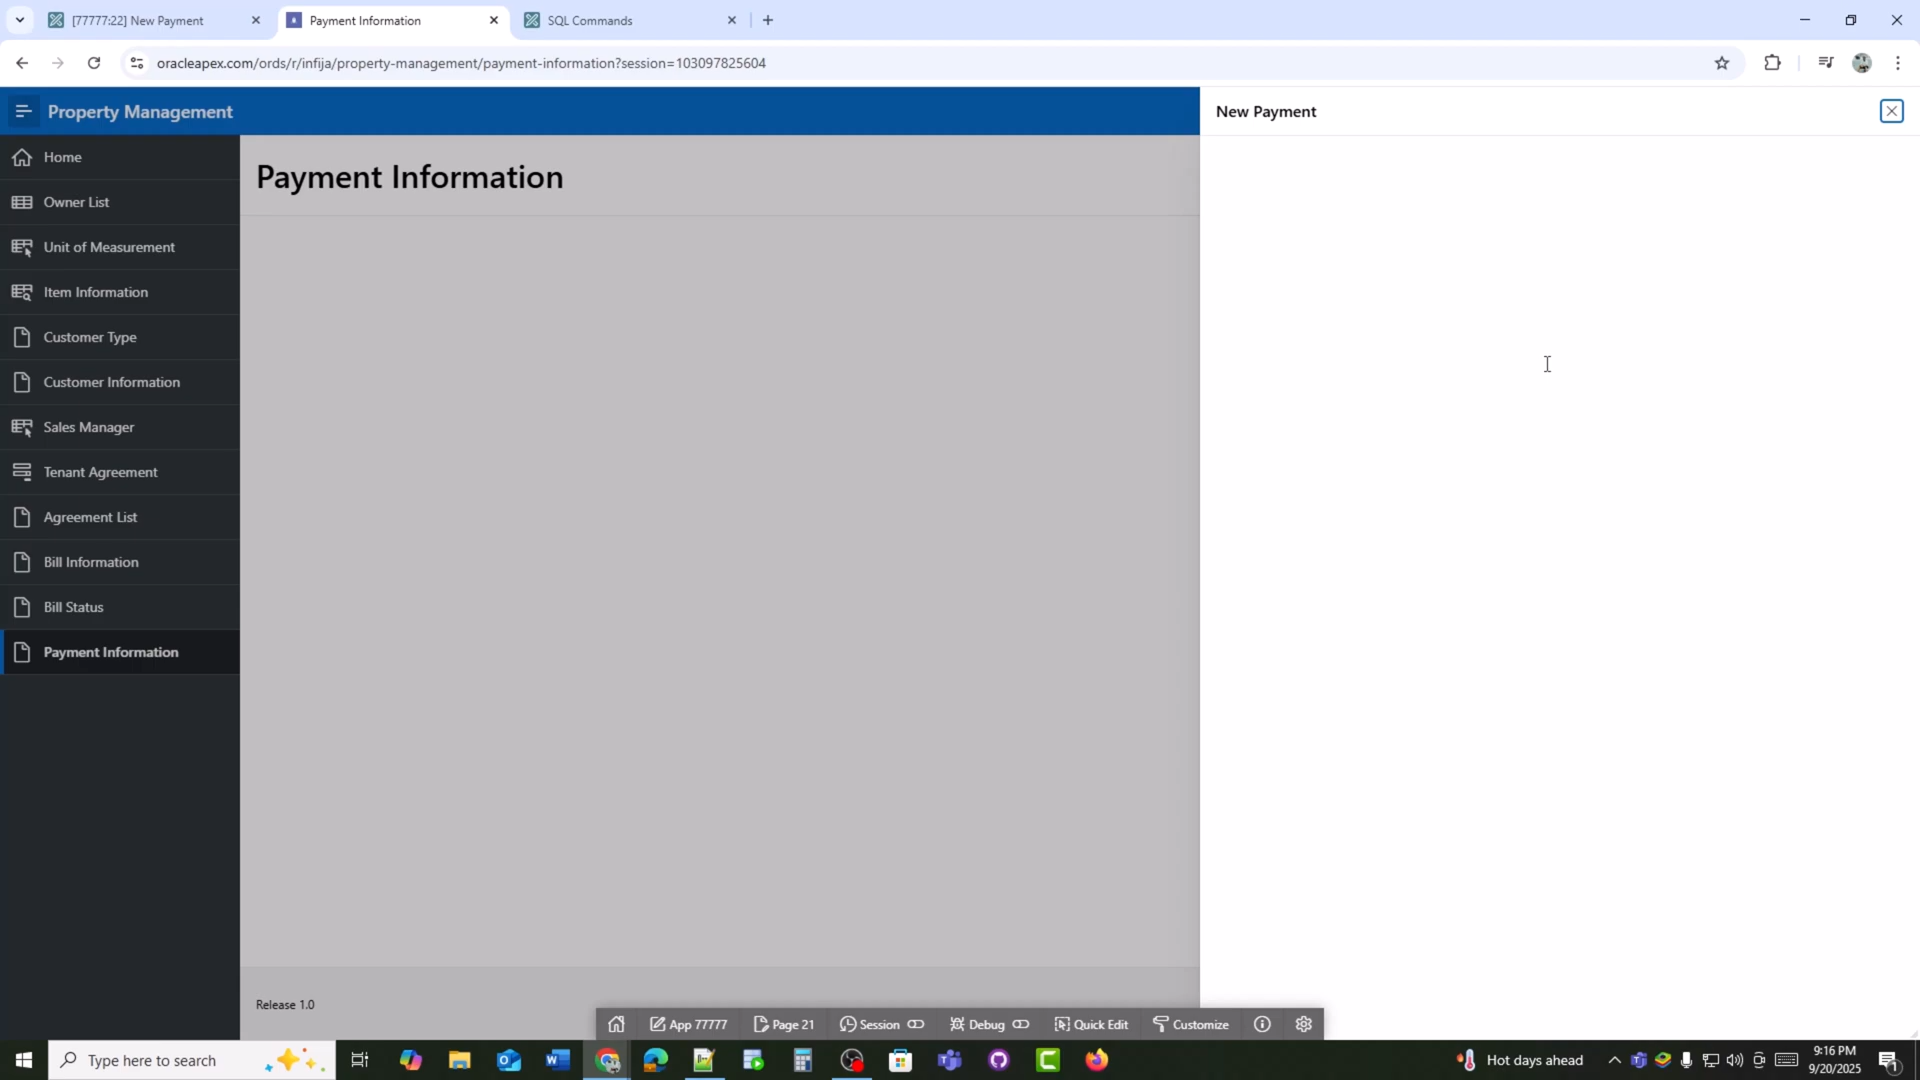 [77777:22] New Payment
Payment Information
SQL Commands
oracleapex.com/ords/r/infija/property-management/payment-information?session=103097825604
Property Management
New Payment
Home
Owner List
Unit of Measurement
Item Information
Customer Type
Customer Information
Sales Manager
Tenant Agreement
Agreement List
Bill Information
Bill Status
Payment Information
Payment Information
Release 1.0
App 77777
Page 21
Session
Debug
Quick Edit
Customize
Type here to search
Hot days ahead
9:16 PM
9/20/2025
1